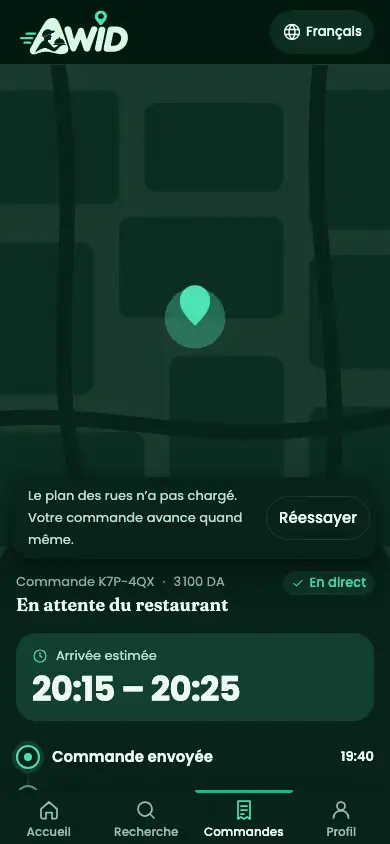 AWID
Français
Le plan des rues n’a pas chargé.
Votre commande avance quand
même.
Réessayer
Commande K7P-4QX · 3 100 DA
En direct
En attente du restaurant
Arrivée estimée
20:15 – 20:25
Commande envoyée
19:40
Accueil
Recherche
Commandes
Profil